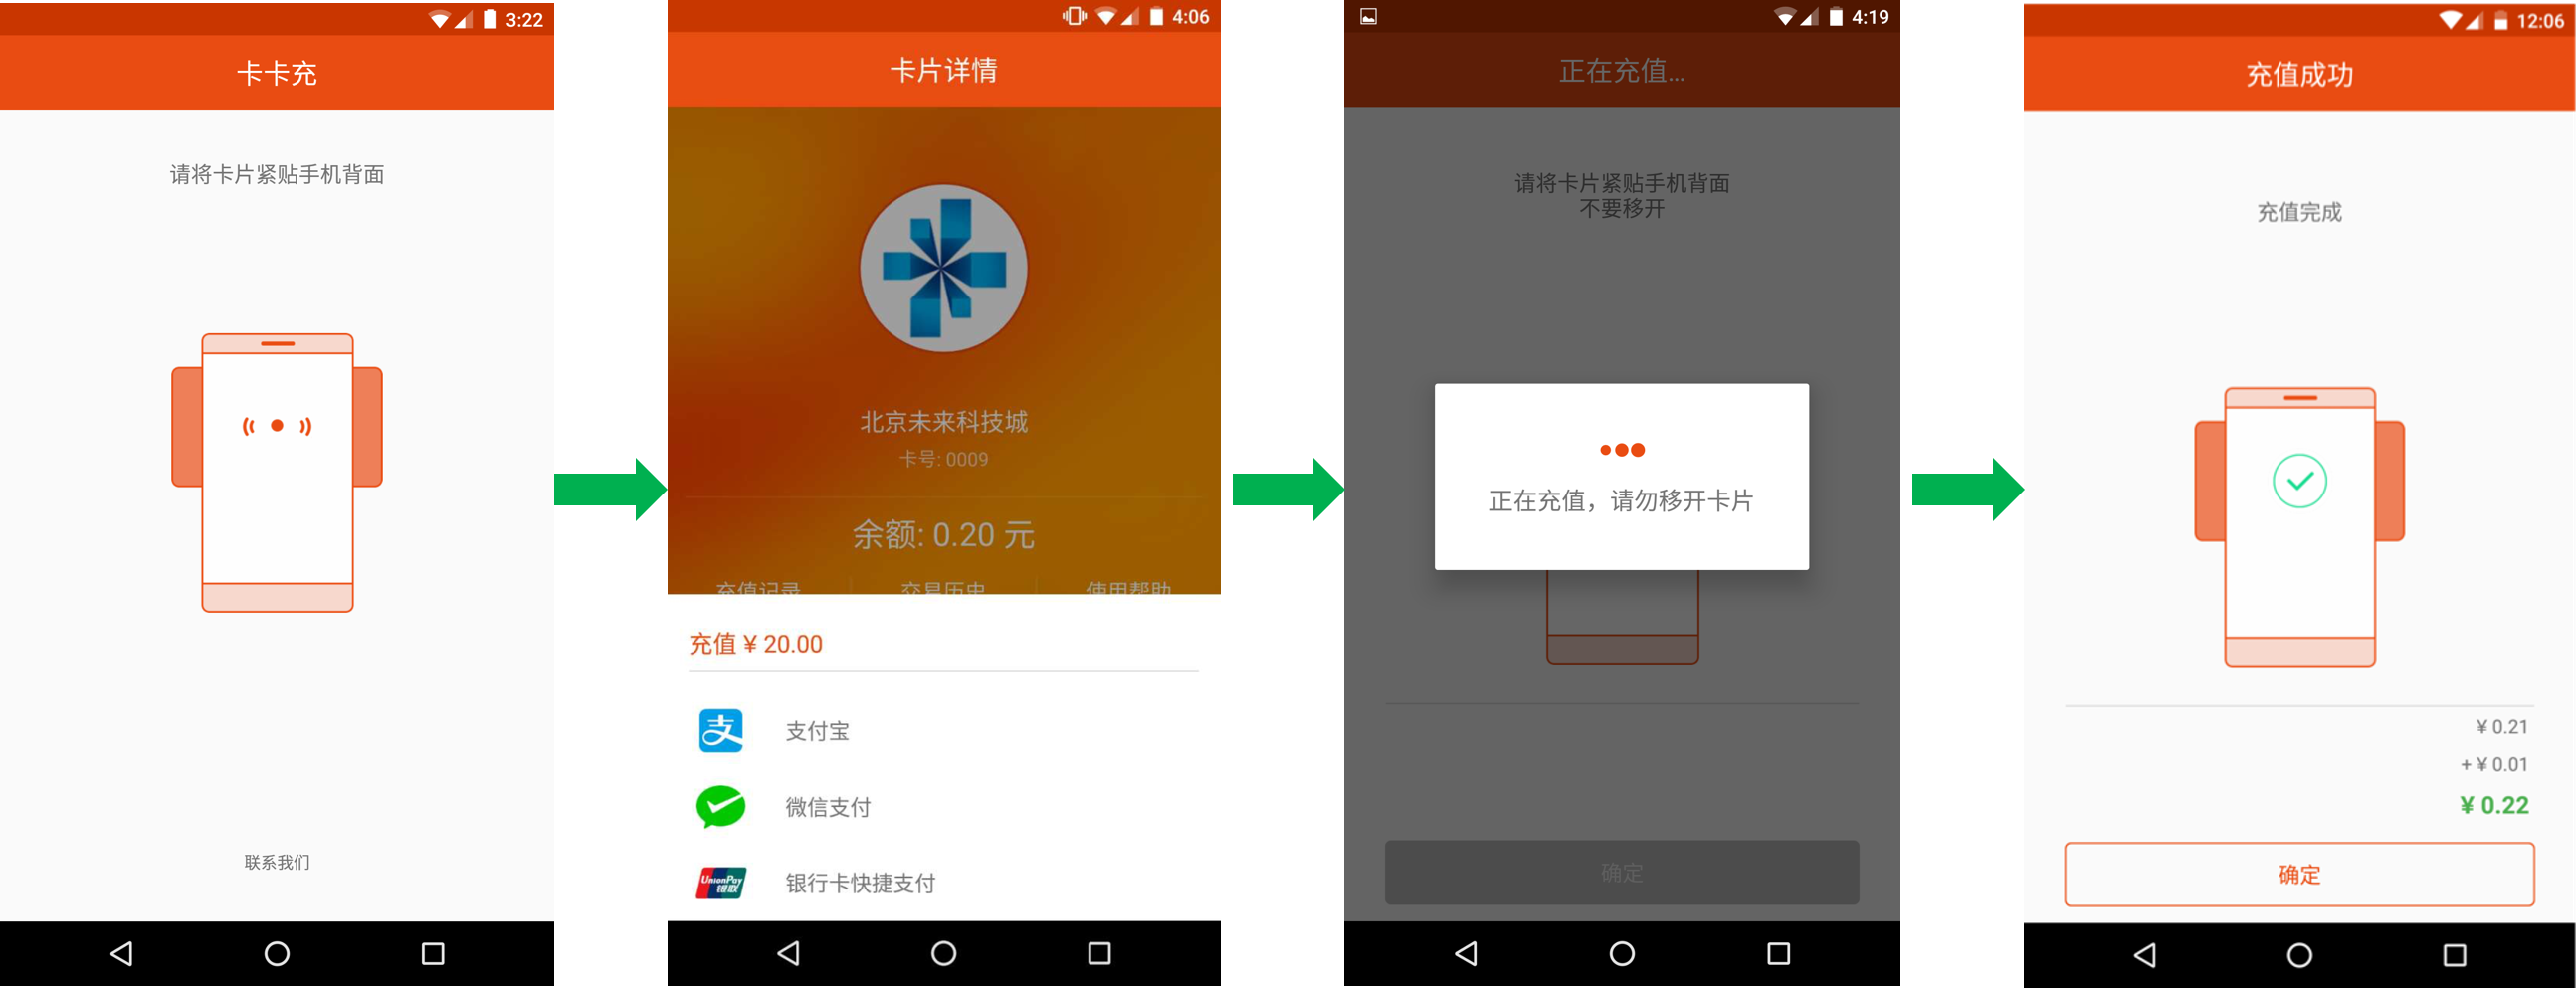 3:22
卡卡充
请将卡片紧贴手机背面
联系我们
4:06
卡片详情
北京未来科技城
卡号: 0009
余额: 0.20 元
充值记录
交易历史
使用帮助
充值 ¥ 20.00
支付宝
微信支付
UnionPay
银联
银行卡快捷支付
4:19
正在充值...
请将卡片紧贴手机背面
不要移开
正在充值，请勿移开卡片
确定
12:06
充值成功
充值完成
¥ 0.21
+ ¥ 0.01
¥ 0.22
确定